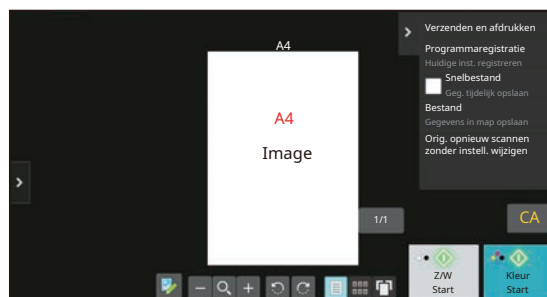 A4
A4
Image
1/1
Verzenden en afdrukken
Programmaregistratie
Huidige inst. registreren
Snelbestand
Geg. tijdelijk opslaan
Bestand
Gegevens in map opslaan
Orig. opnieuw scannen
zonder instell. wijzigen
CA
Z/W
Start
Kleur
Start